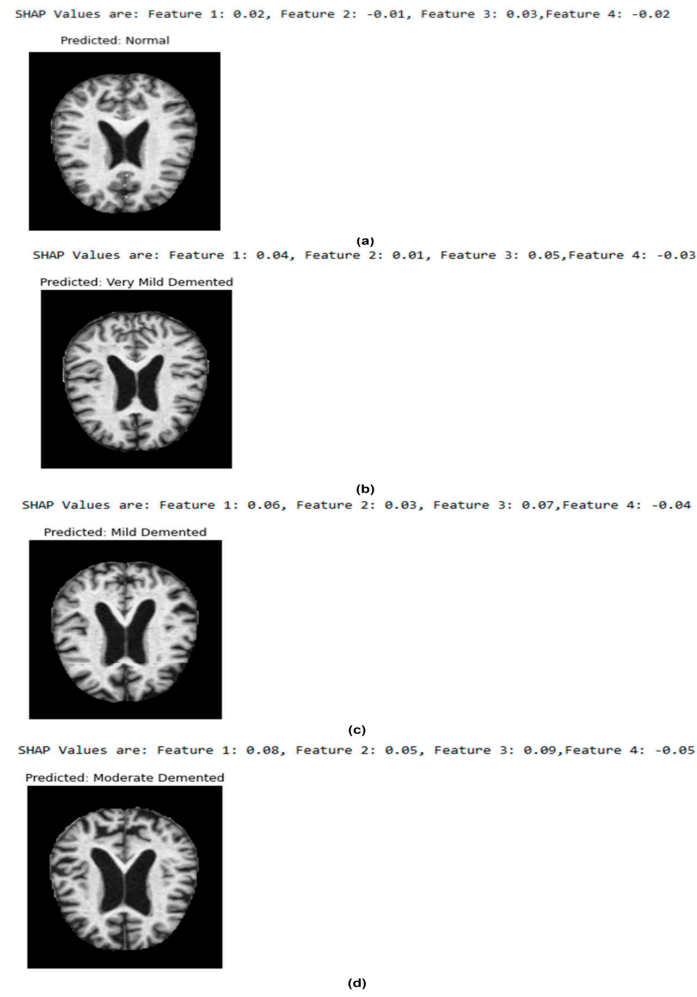 SHAP Values are: Feature 1: 0.02, Feature 2: -0.01, Feature 3: 0.03,Feature 4: -0.02
Predicted: Normal
(a)
SHAP Values are: Feature 1: 0.04, Feature 2: 0.01, Feature 3: 0.05,Feature 4: -0.03
Predicted: Very Mild Demented
(b)
SHAP Values are: Feature 1: 0.06, Feature 2: 0.03, Feature 3: 0.07,Feature 4: -0.04
Predicted: Mild Demented
(c)
SHAP Values are: Feature 1: 0.08, Feature 2: 0.05, Feature 3: 0.09,Feature 4: -0.05
Predicted: Moderate Demented
(d)